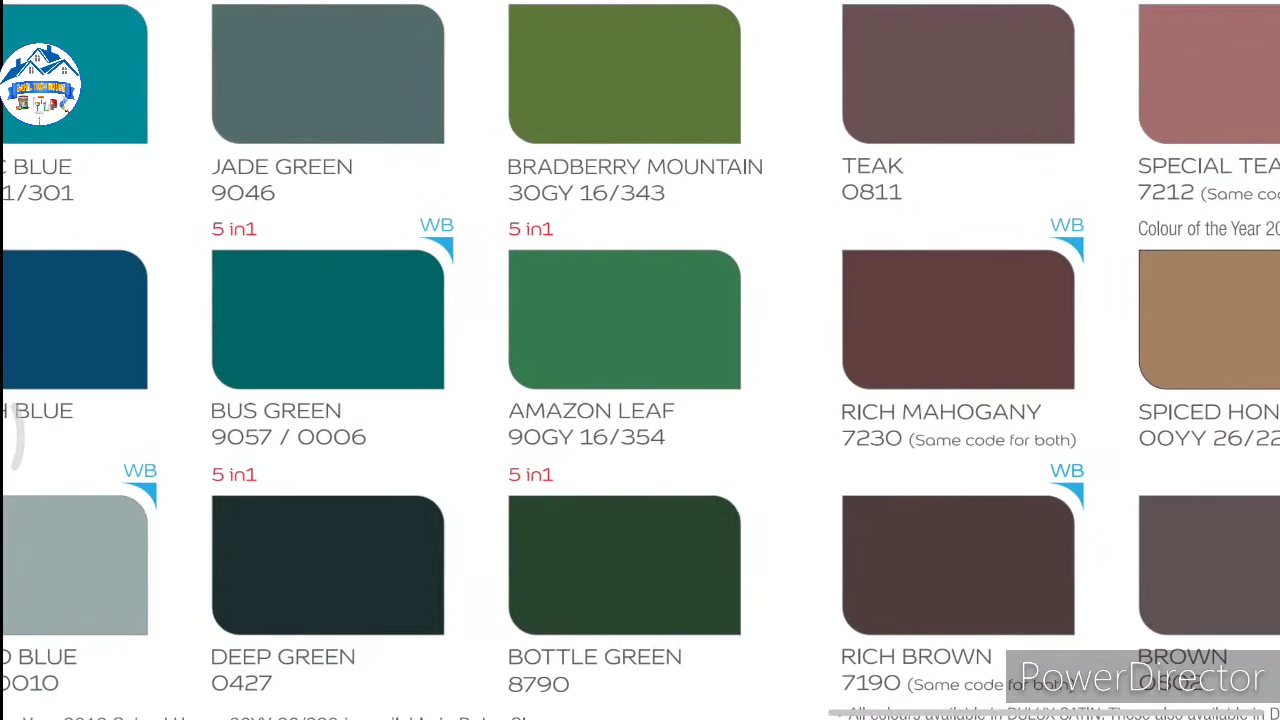 C BLUE
1/301
JADE GREEN
9046
BRADBERRY MOUNTAIN
30GY 16/343
TEAK
0811
SPECIAL TEA
7212 (Same cod
5 in1
WB
5 in1
WB
Colour of the Year 20
H BLUE
BUS GREEN
9057 / 0006
AMAZON LEAF
90GY 16/354
RICH MAHOGANY
7230 (Same code for both)
SPICED HON
00YY 26/22
WB
5 in1
5 in1
WB
D BLUE
0010
DEEP GREEN
0427
BOTTLE GREEN
8790
RICH BROWN
7190 (Same code for both)
BROWN
PowerDirector